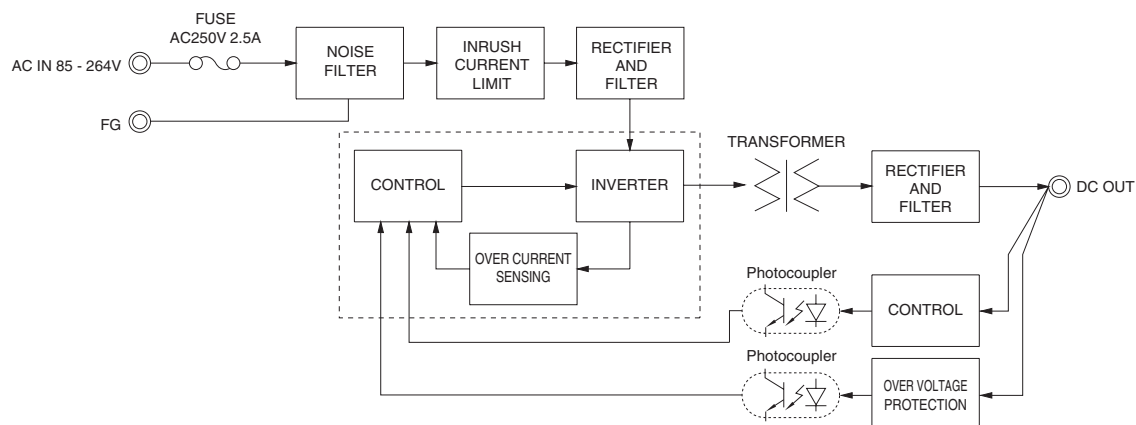 FUSE
AC250V 2.5A
AC IN 85 - 264V
NOISE
FILTER
INRUSH
CURRENT
LIMIT
RECTIFIER
AND
FILTER
FG
CONTROL
INVERTER
TRANSFORMER
RECTIFIER
AND
FILTER
DC OUT
OVER CURRENT
SENSING
Photocoupler
CONTROL
Photocoupler
OVER VOLTAGE
PROTECTION